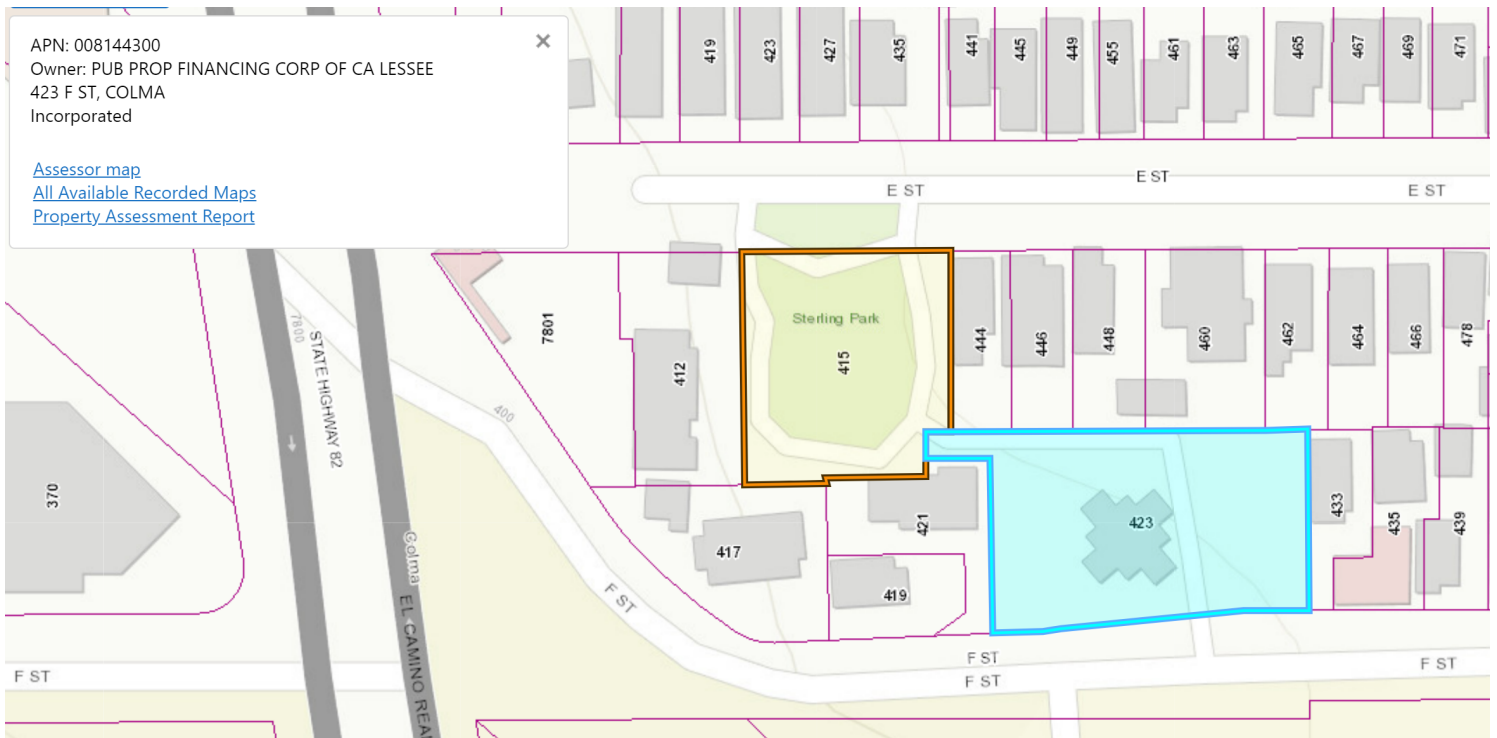 APN: 008144300
Owner: PUB PROP FINANCING CORP OF CA LESSEE
423 F ST, COLMA
Incorporated
Assessor map
All Available Recorded Maps
Property Assessment Report
×
419
423
427
435
441
445
449
455
461
463
465
467
469
471
E ST
E ST
E ST
7800
STATE HIGHWAY 82
7801
412
Sterling Park
415
444
446
448
460
462
464
466
478
400
370
Colma
EL CAMINO REAL
417
421
419
423
433
435
439
F ST
F ST
F ST
F ST
F ST